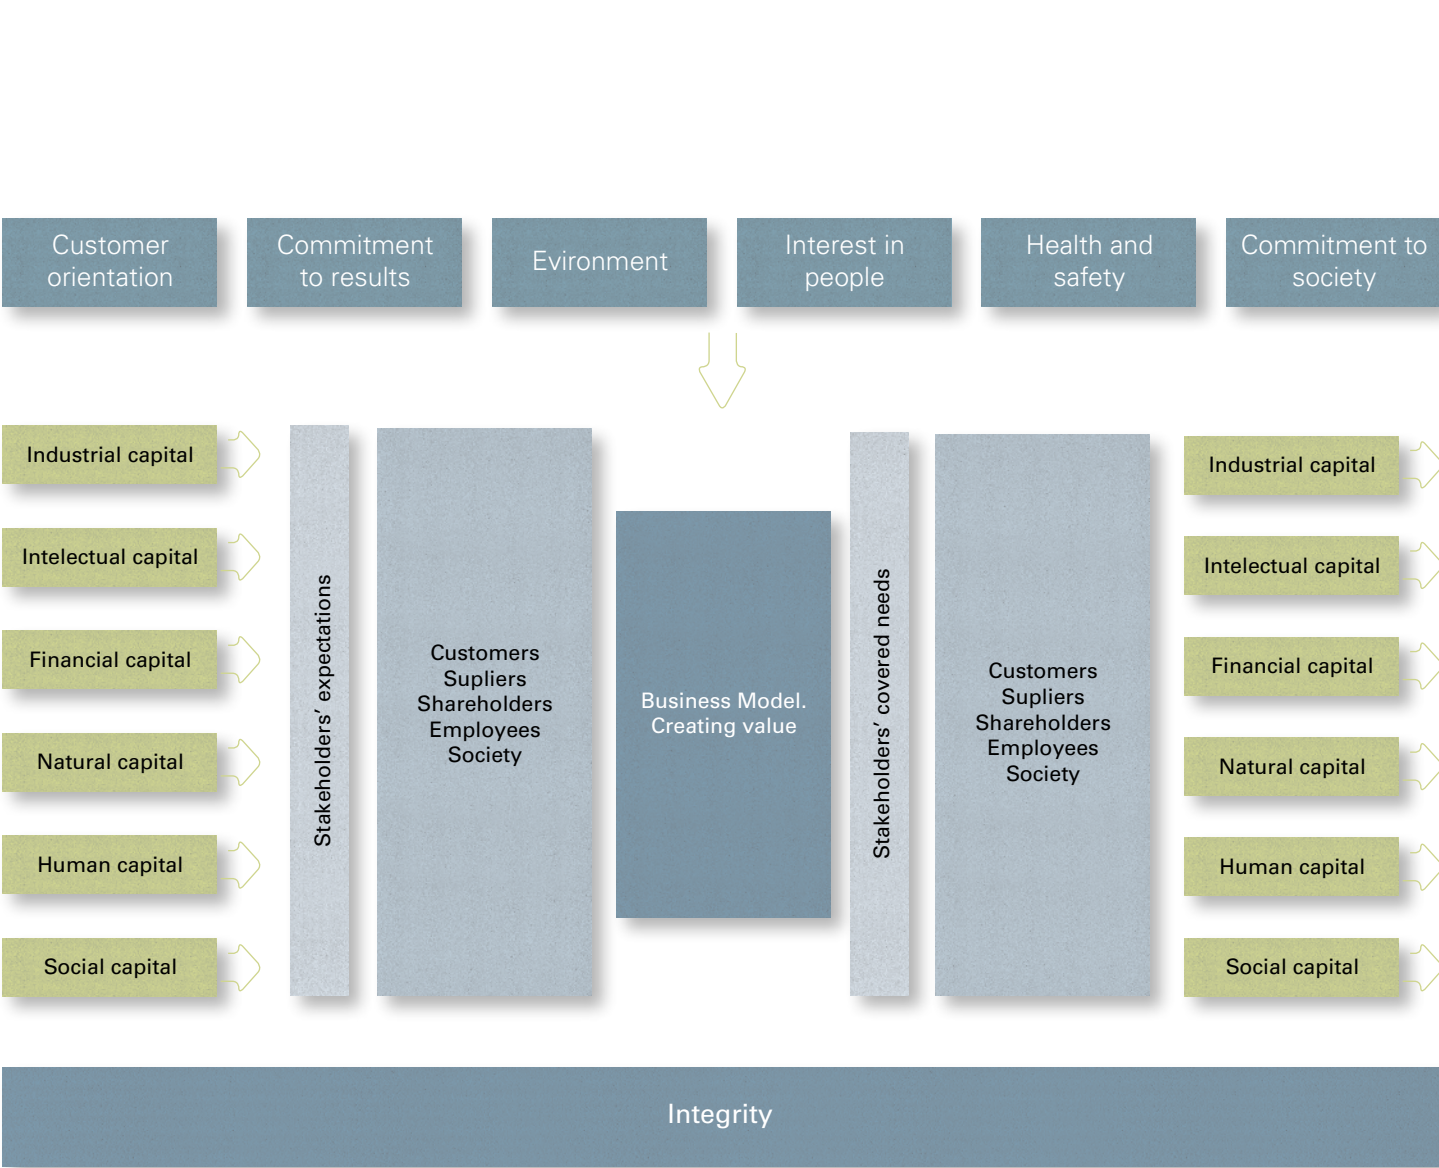 Customer
orientation
Commitment
to results
Evironment
Interest in
people
Health and
safety
Commitment to
society
Industrial capital
Intelectual capital
Financial capital
Natural capital
Human capital
Social capital
Stakeholders’ expectations
Customers
Supliers
Shareholders
Employees
Society
Business Model.
Creating value
Stakeholders’ covered needs
Customers
Supliers
Shareholders
Employees
Society
Industrial capital
Intelectual capital
Financial capital
Natural capital
Human capital
Social capital
Integrity